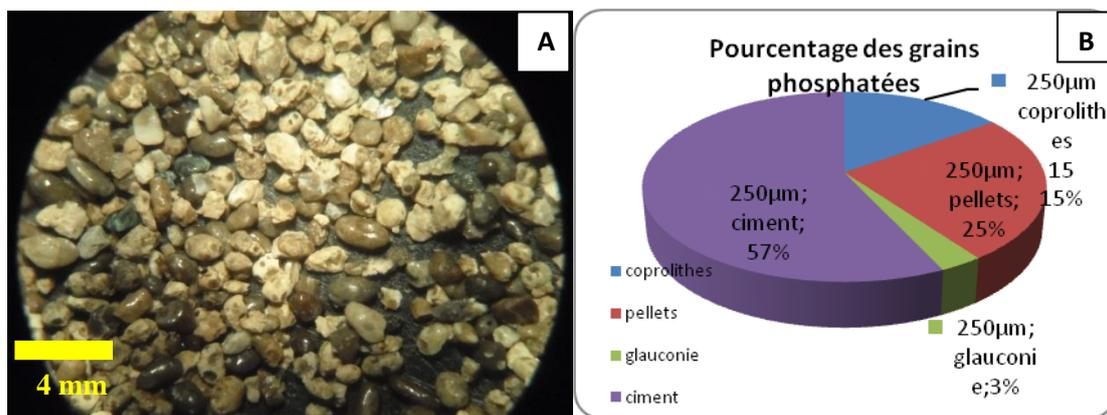 A
4 mm
B
Pourcentage des grains
phosphatées
250µm
coprolith
es
15
15%
250µm;
pellets;
25%
250µm;
ciment;
57%
250µm;
glauconi
e;3%
coprolithes
pellets
glauconie
ciment